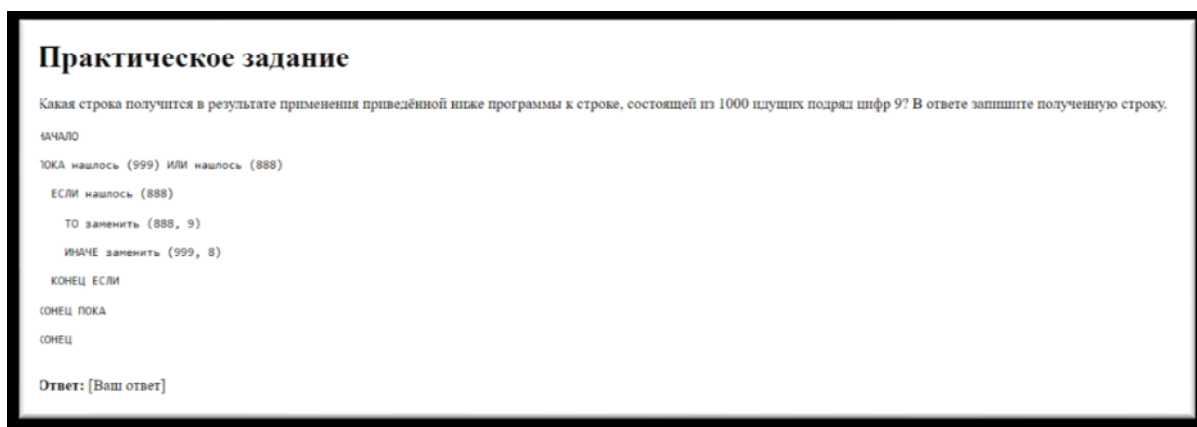 Практическое задание
Какая строка получится в результате применения приведённой ниже программы к строке, состоящей из 1000 идущих подряд цифр 9? В ответе запишите полученную строку.
НАЧАЛО
ПОКА нашлось (999) ИЛИ нашлось (888)
ЕСЛИ нашлось (888)
ТО заменить (888, 9)
ИНАЧЕ заменить (999, 8)
КОНЕЦ ЕСЛИ
КОНЕЦ ПОКА
КОНЕЦ
Ответ: [Ваш ответ]